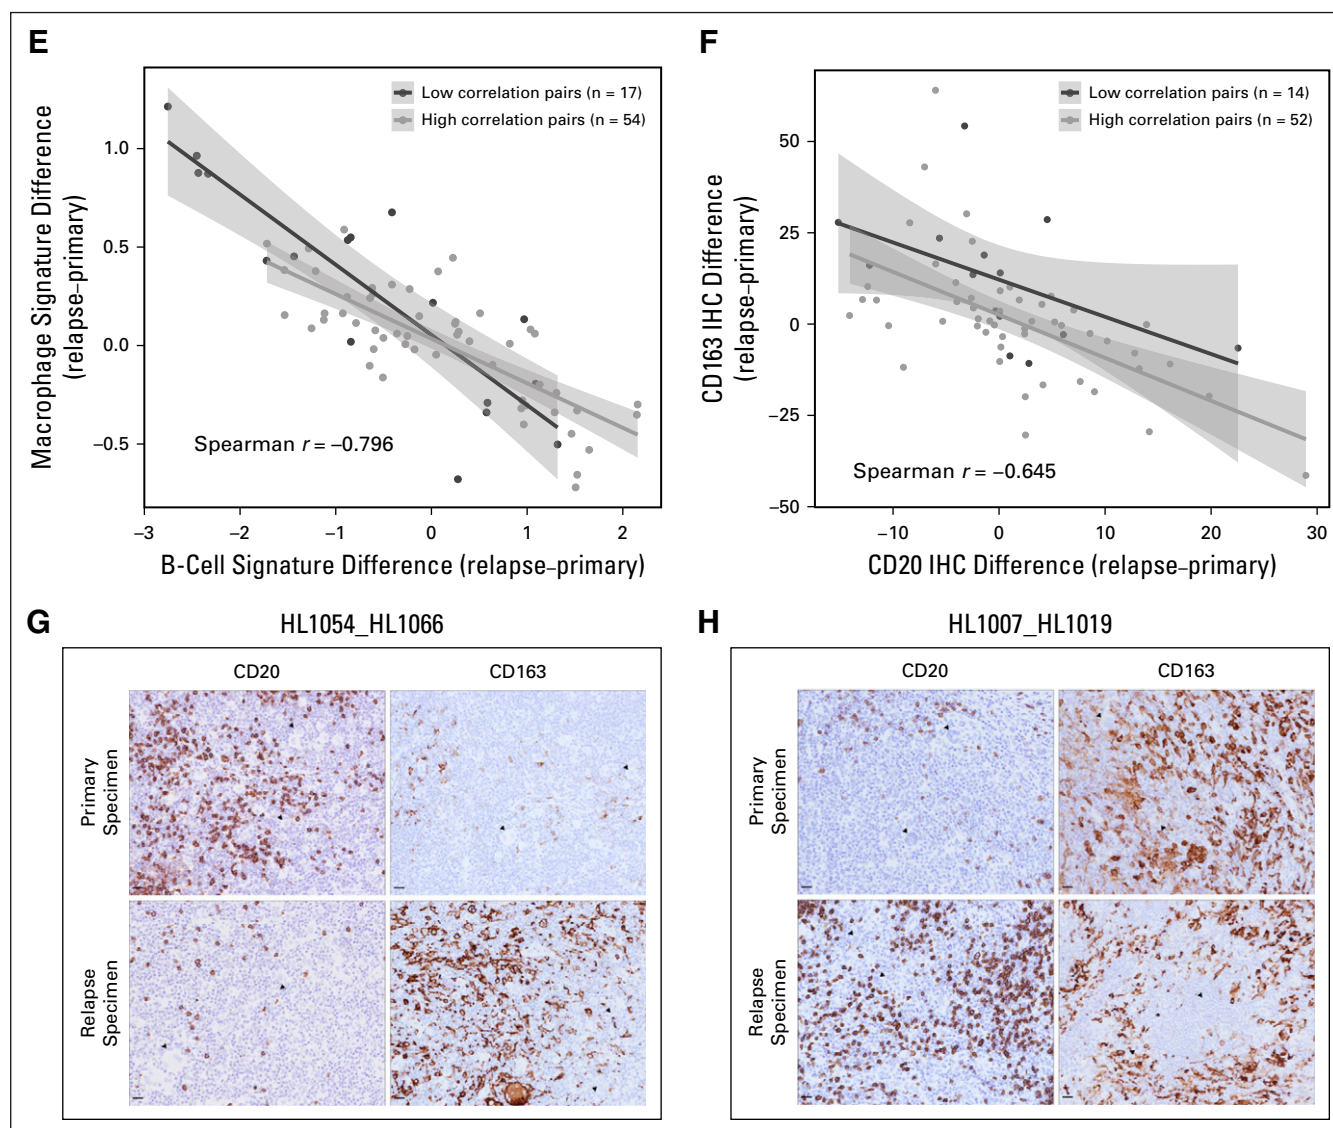 E
Low correlation pairs (n = 17)
High correlation pairs (n = 54)
Macrophage Signature Difference
(relapse–primary)
1.0
0.5
0.0
–0.5
Spearman r = –0.796
–3
–2
–1
0
1
2
B-Cell Signature Difference (relapse–primary)
F
Low correlation pairs (n = 14)
High correlation pairs (n = 52)
CD163 IHC Difference
(relapse–primary)
50
25
0
–25
–50
Spearman r = –0.645
–10
0
10
20
30
CD20 IHC Difference (relapse–primary)
G
HL1054_HL1066
CD20
CD163
Primary
Specimen
Relapse
Specimen
H
HL1007_HL1019
CD20
CD163
Primary
Specimen
Relapse
Specimen